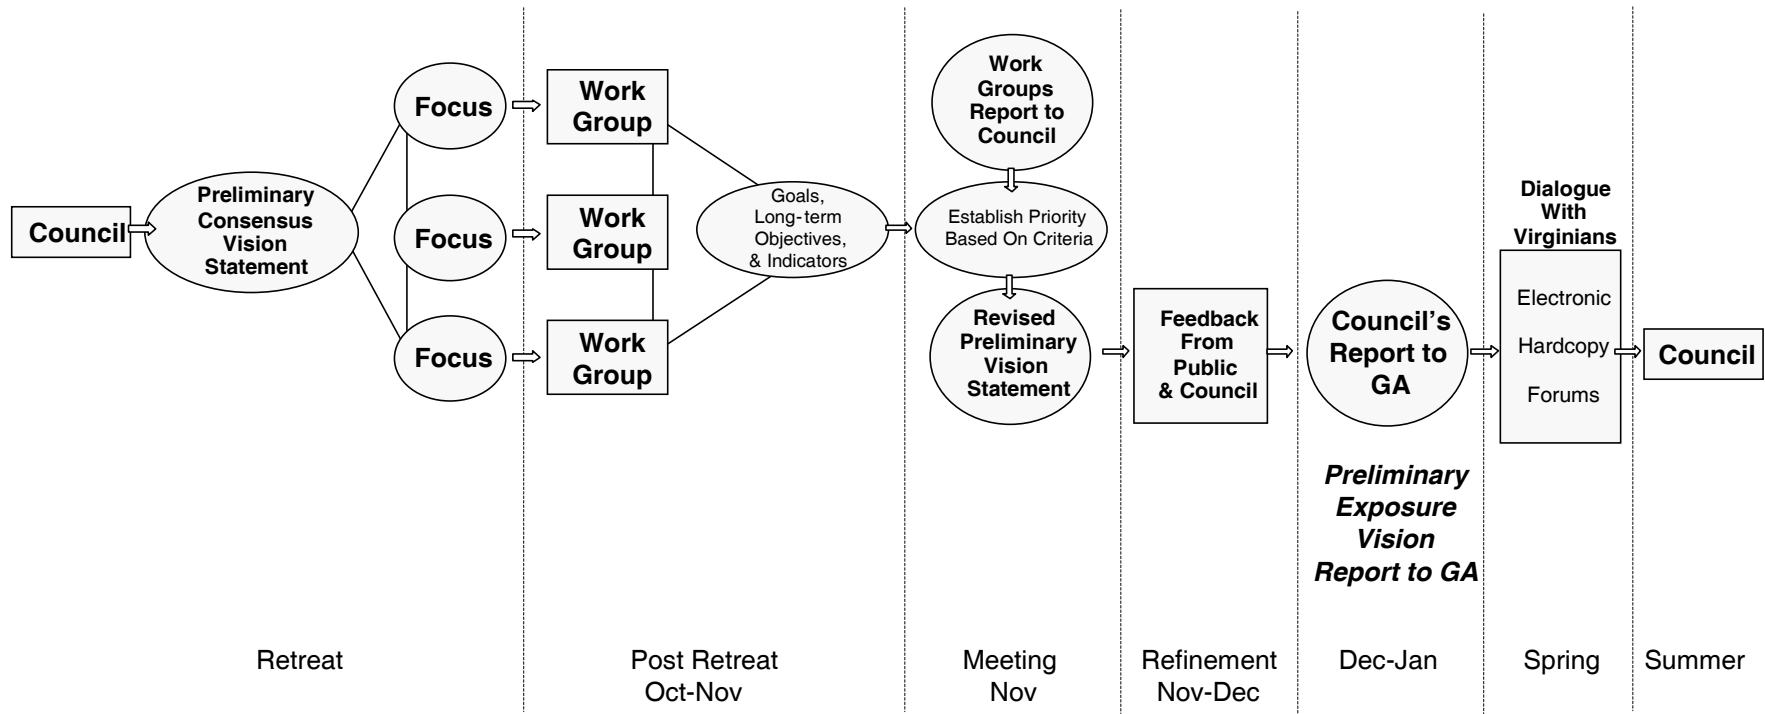 Council
Preliminary
Consensus
Vision
Statement
Focus
Focus
Focus
Work
Group
Work
Group
Work
Group
Goals,
Long-term
Objectives,
& Indicators
Work
Groups
Report to
Council
Establish Priority
Based On Criteria
Revised
Preliminary
Vision
Statement
Feedback
From
Public
& Council
Council's
Report to
GA
Preliminary
Exposure
Vision
Report to GA
Dialogue
With
Virginians
Electronic
Hardcopy
Forums
Council
Retreat
Post Retreat
Oct-Nov
Meeting
Nov
Refinement
Nov-Dec
Dec-Jan
Spring
Summer